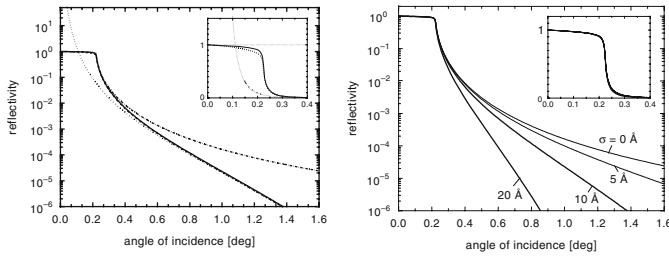 10¹
10⁰
10⁻¹
10⁻²
10⁻³
10⁻⁴
10⁻⁵
10⁻⁶
reflectivity
0.0 0.2 0.4 0.6 0.8 1.0 1.2 1.4 1.6
angle of incidence [deg]
1
0
0.0 0.1 0.2 0.3 0.4
10⁰
10⁻¹
10⁻²
10⁻³
10⁻⁴
10⁻⁵
10⁻⁶
reflectivity
0.0 0.2 0.4 0.6 0.8 1.0 1.2 1.4 1.6
angle of incidence [deg]
1
0
0.0 0.1 0.2 0.3 0.4
σ = 0 Å
5 Å
10 Å
20 Å